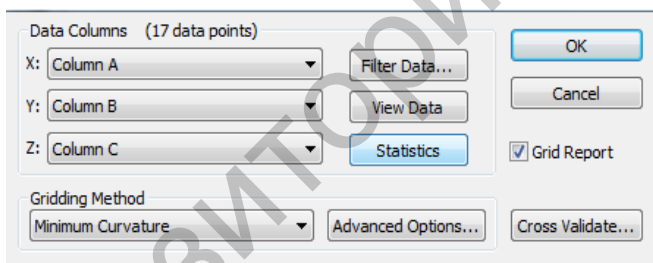 Data Columns (17 data points)
X: Column A
Filter Data...
OK
Y: Column B
View Data
Cancel
Z: Column C
Statistics
Grid Report
Gridding Method
Minimum Curvature
Advanced Options...
Cross Validate...